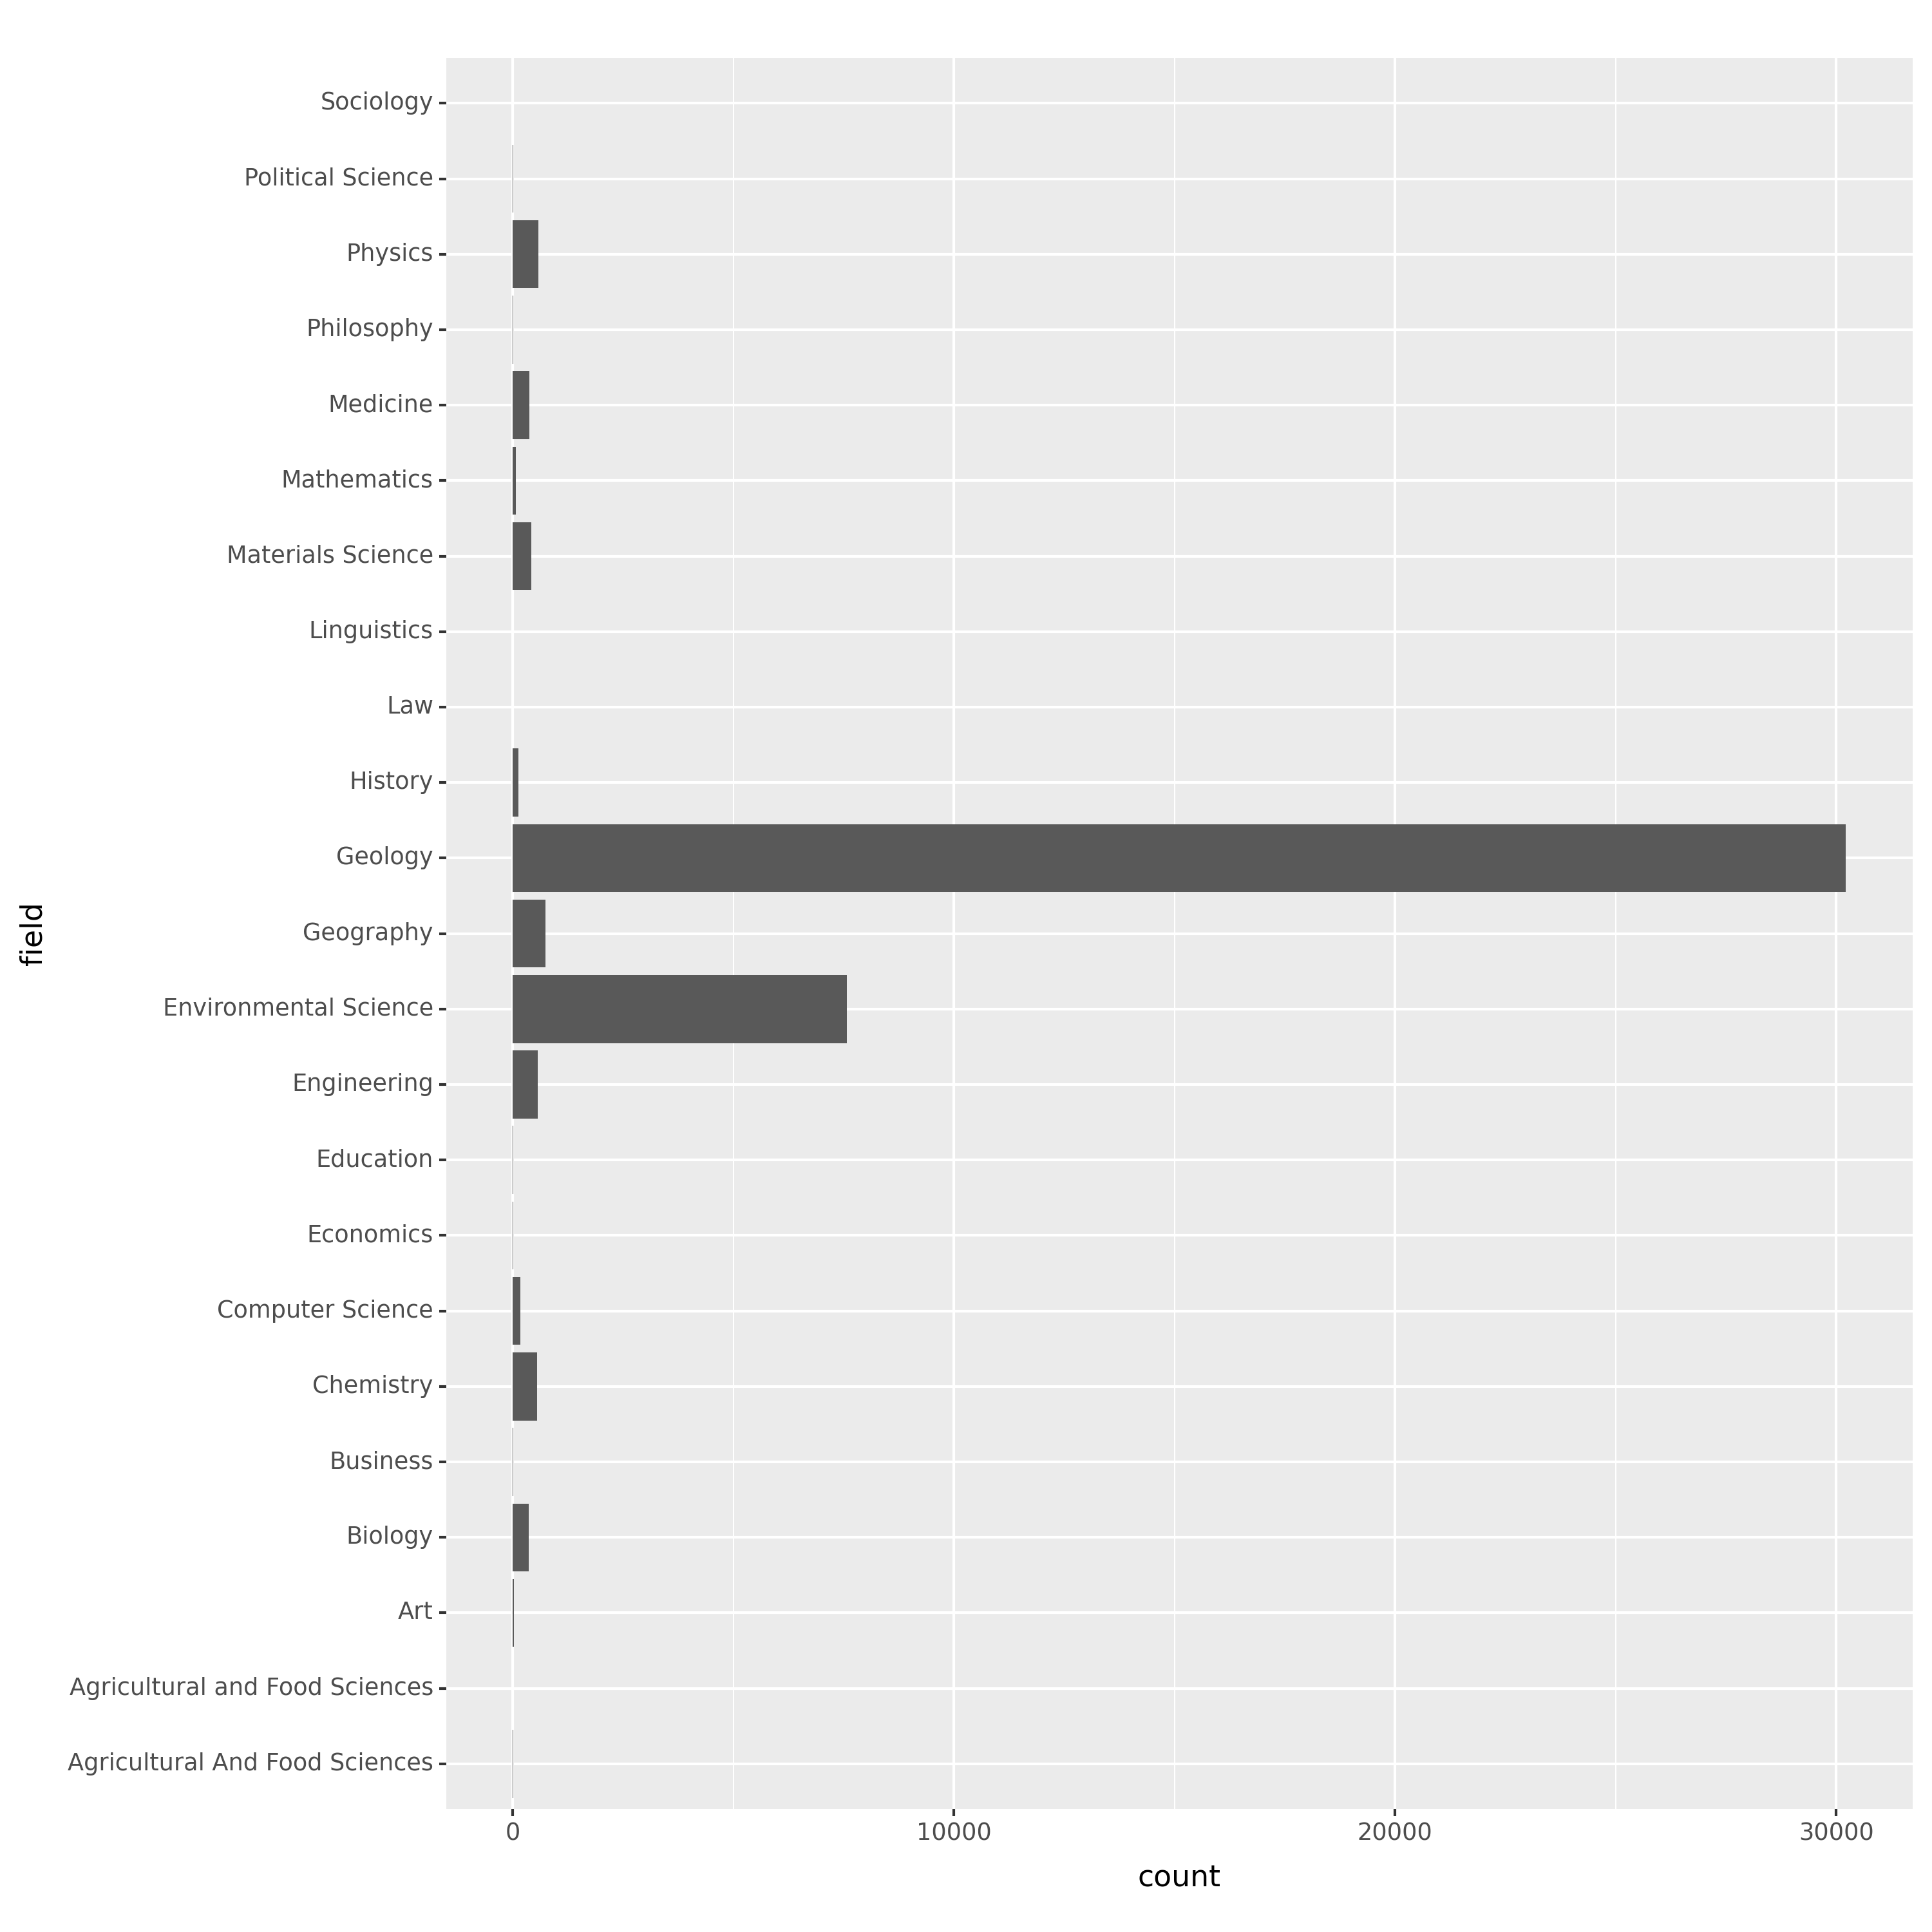 Sociology
Political Science
Physics
Philosophy
Medicine
Mathematics
Materials Science
Linguistics
Law
History
Geology
Geography
Environmental Science
Engineering
Education
Economics
Computer Science
Chemistry
Business
Biology
Art
Agricultural and Food Sciences
Agricultural And Food Sciences
field
0 10000 20000 30000
count